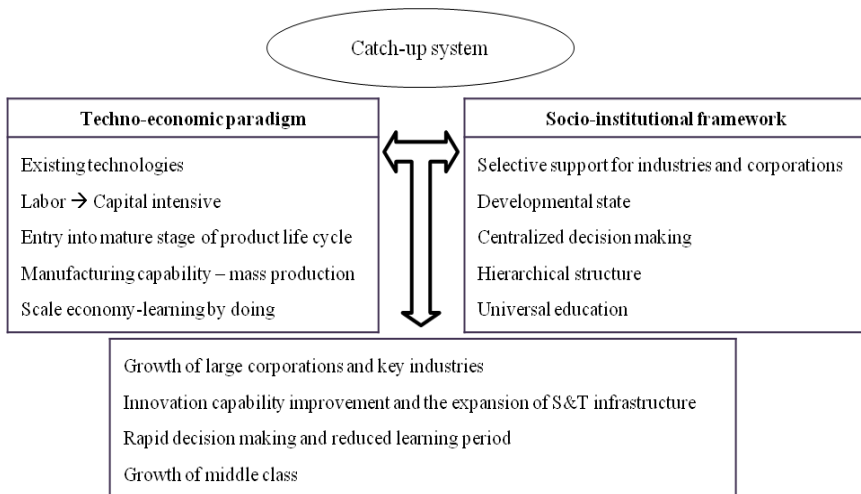 Catch-up system
Techno-economic paradigm
Existing technologies
Labor → Capital intensive
Entry into mature stage of product life cycle
Manufacturing capability – mass production
Scale economy-learning by doing
Socio-institutional framework
Selective support for industries and corporations
Developmental state
Centralized decision making
Hierarchical structure
Universal education
Growth of large corporations and key industries
Innovation capability improvement and the expansion of S&T infrastructure
Rapid decision making and reduced learning period
Growth of middle class